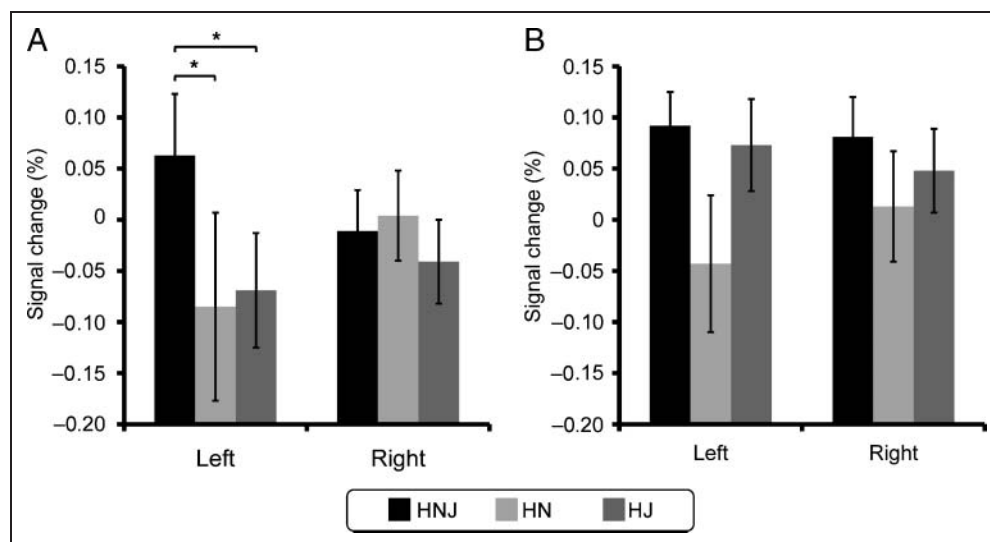 A
* 
*
0.15
0.10
0.05
0
–0.05
–0.10
–0.15
–0.20
Signal change (%)
Left Right
B
0.15
0.10
0.05
0
–0.05
–0.10
–0.15
–0.20
Signal change (%)
Left Right
HNJ HN HJ